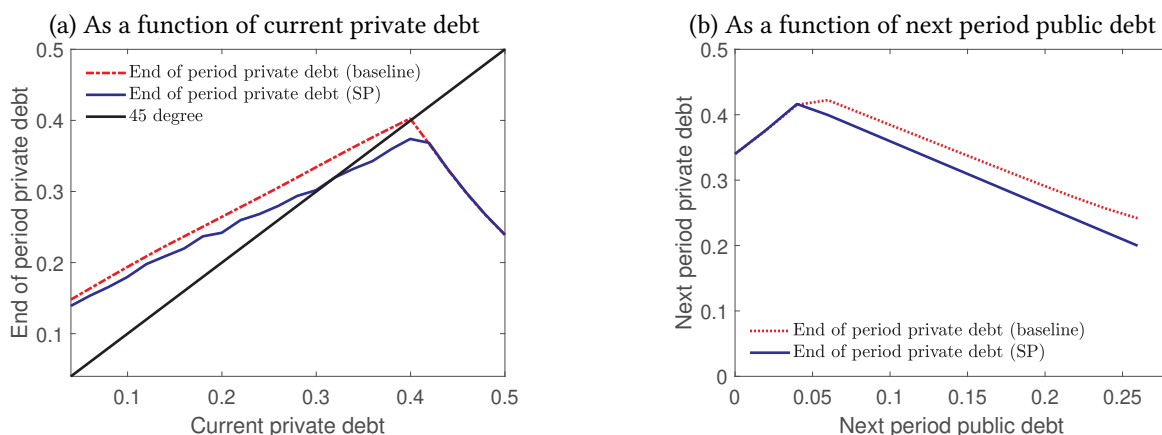 (a) As a function of current private debt
0.5
0.4
0.3
0.2
0.1
End of period private debt
End of period private debt (baseline)
End of period private debt (SP)
45 degree
0.1 0.2 0.3 0.4 0.5
Current private debt
(b) As a function of next period public debt
0.5
0.4
0.3
0.2
0.1
0
Next period private debt
End of period private debt (baseline)
End of period private debt (SP)
0 0.05 0.1 0.15 0.2 0.25
Next period public debt